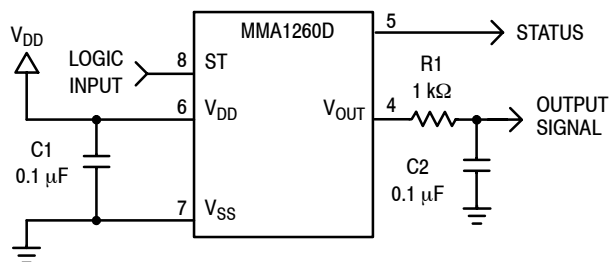 V_DD
LOGIC
INPUT
8
ST
MMA1260D
5
STATUS
6
V_DD
V_OUT
4
R1
1 kΩ
OUTPUT
SIGNAL
C1
0.1 μF
C2
0.1 μF
7
V_SS